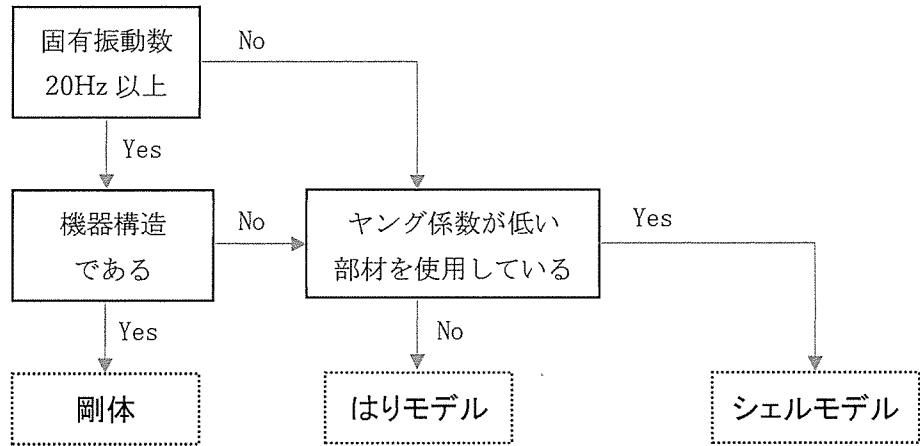 固有振動数
20Hz 以上
No
Yes
機器構造
である
No
ヤング係数が低い
部材を使用している
Yes
Yes
No
剛体
はりモデル
シェルモデル